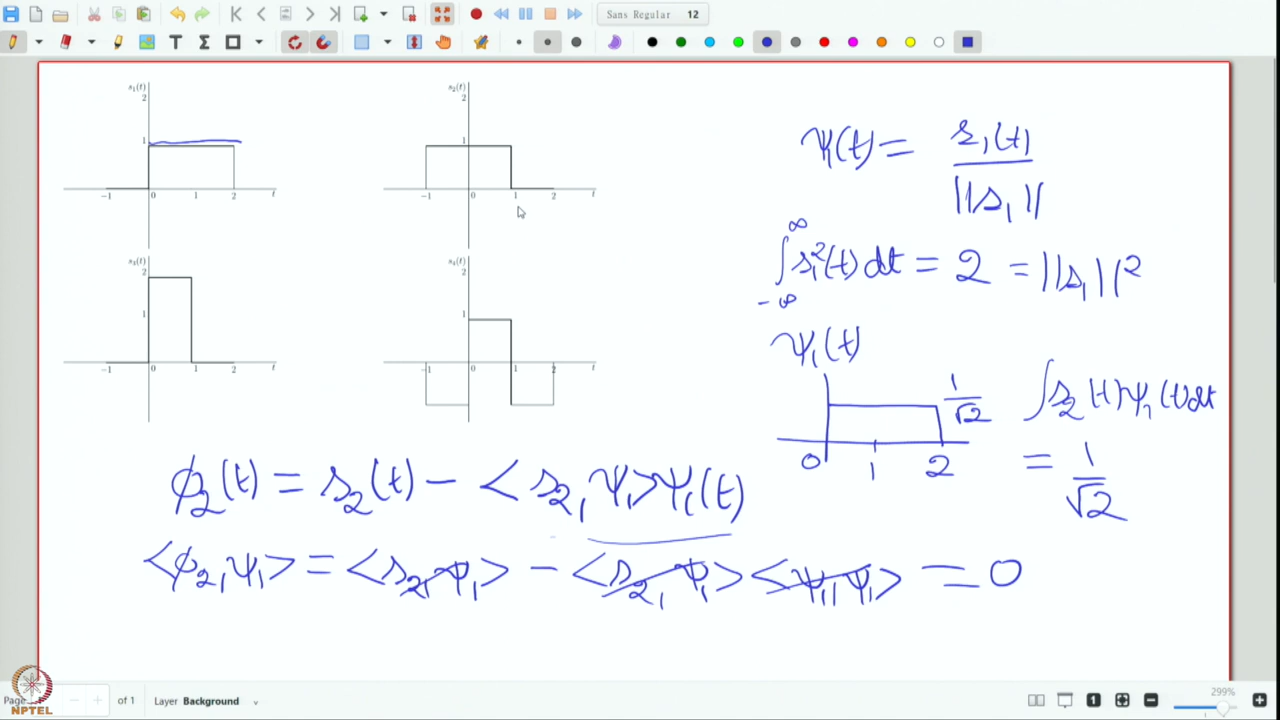 Sans Regular 12
s₁(t)
2
1
-1 0 1 2 t
s₂(t)
2
1
-1 0 1 2 t
s₃(t)
2
1
-1 0 1 2 t
s₄(t)
2
1
-1 0 1 2 t
ψ(t) = s₁(t) / ||s₁||
∫_{-∞}^{∞} s₁²(t) dt = 2 = ||s₁||²
ψ₁(t)
1/√2
0 1 2
∫ s₂(t) ψ₁(t) dt
= 1/√2
ϕ₂(t) = s₂(t) - <s₂, ψ₁> ψ₁(t)
<ϕ₂, ψ₁> = <s₂, ψ₁> - <s₂, ψ₁> <ψ₁, ψ₁> = 0
NPTEL
Page of 1 Layer Background 1 299%